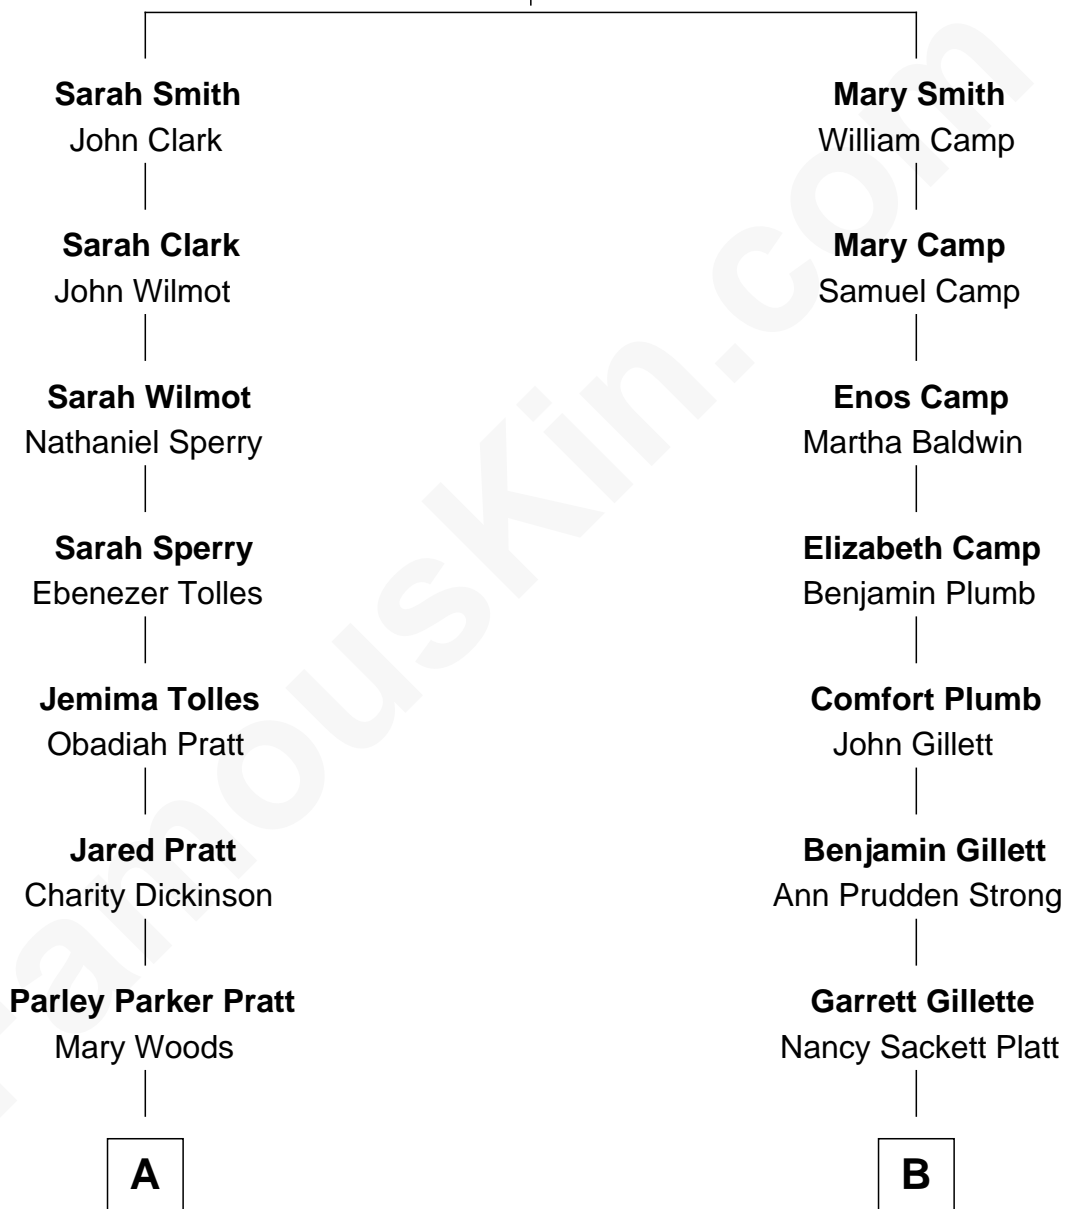 Sarah Smith
John Clark
Sarah Clark
John Wilmot
Sarah Wilmot
Nathaniel Sperry
Sarah Sperry
Ebenezer Tolles
Jemima Tolles
Obadiah Pratt
Jared Pratt
Charity Dickinson
Parley Parker Pratt
Mary Woods
A
Mary Smith
William Camp
Mary Camp
Samuel Camp
Enos Camp
Martha Baldwin
Elizabeth Camp
Benjamin Plumb
Comfort Plumb
John Gillett
Benjamin Gillett
Ann Prudden Strong
Garrett Gillette
Nancy Sackett Platt
B
FamousKin.com